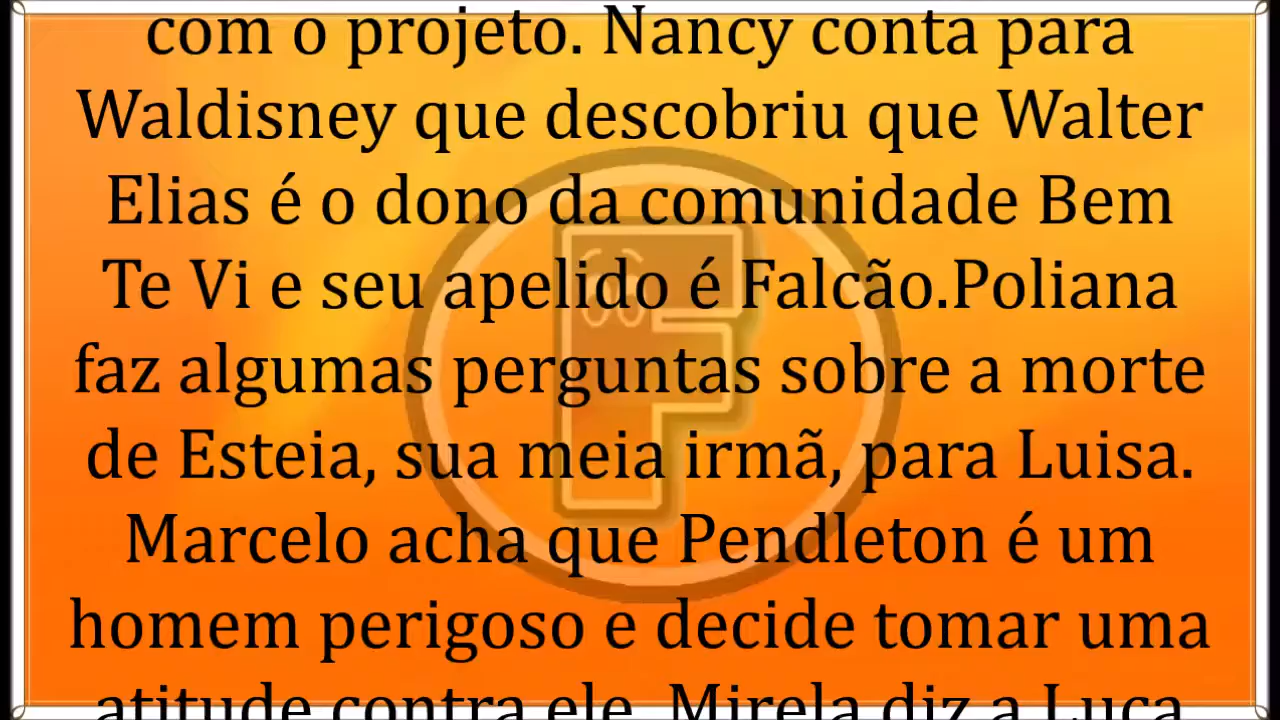 com o projeto. Nancy conta para
Waldisney que descobriu que Walter
Elias é o dono da comunidade Bem
Te Vi e seu apelido é Falcão.Poliana
faz algumas perguntas sobre a morte
de Esteia, sua meia irmã, para Luisa.
Marcelo acha que Pendleton é um
homem perigoso e decide tomar uma
atitude contra ele. Mirela diz a Luca